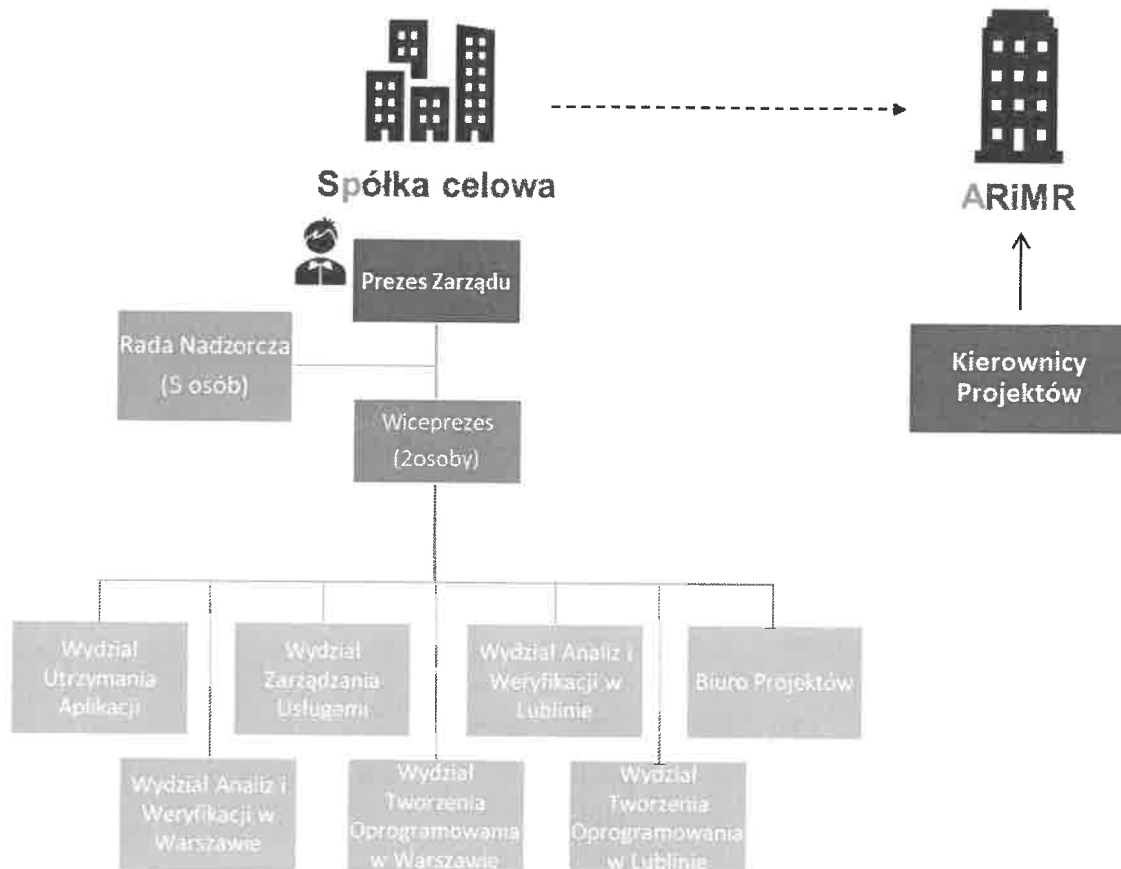 Spółka celowa
ARiMR
Prezes Zarządu
Rada Nadzorcza
(5 osób)
Kierownicy
Projektów
Wiceprezes
(2osoby)
Wydział
Utrzymania
Aplikacji
Wydział
Zarządzania
Usługami
Wydział Analiz i
Weryfikacji w
Lublinie
Biuro Projektów
Wydział Analiz i
Weryfikacji w
Warszawie
Wydział
Tworzenia
Oprogramowania
w Warszawie
Wydział
Tworzenia
Oprogramowania
w Lublinie